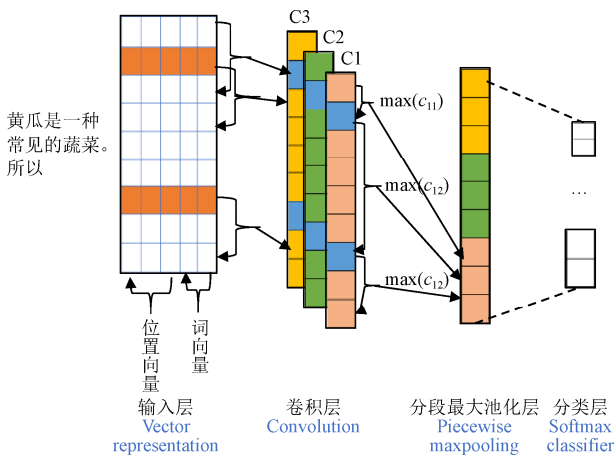 C3
C2
C1
黄瓜是一种
常见的蔬菜。
所以
max(c₁₁)
max(c₁₂)
max(c₁₂)
...
位置向量
词向量
输入层
Vector
representation
卷积层
Convolution
分段最大池化层
Piecewise
maxpooling
分类层
Softmax
classifier